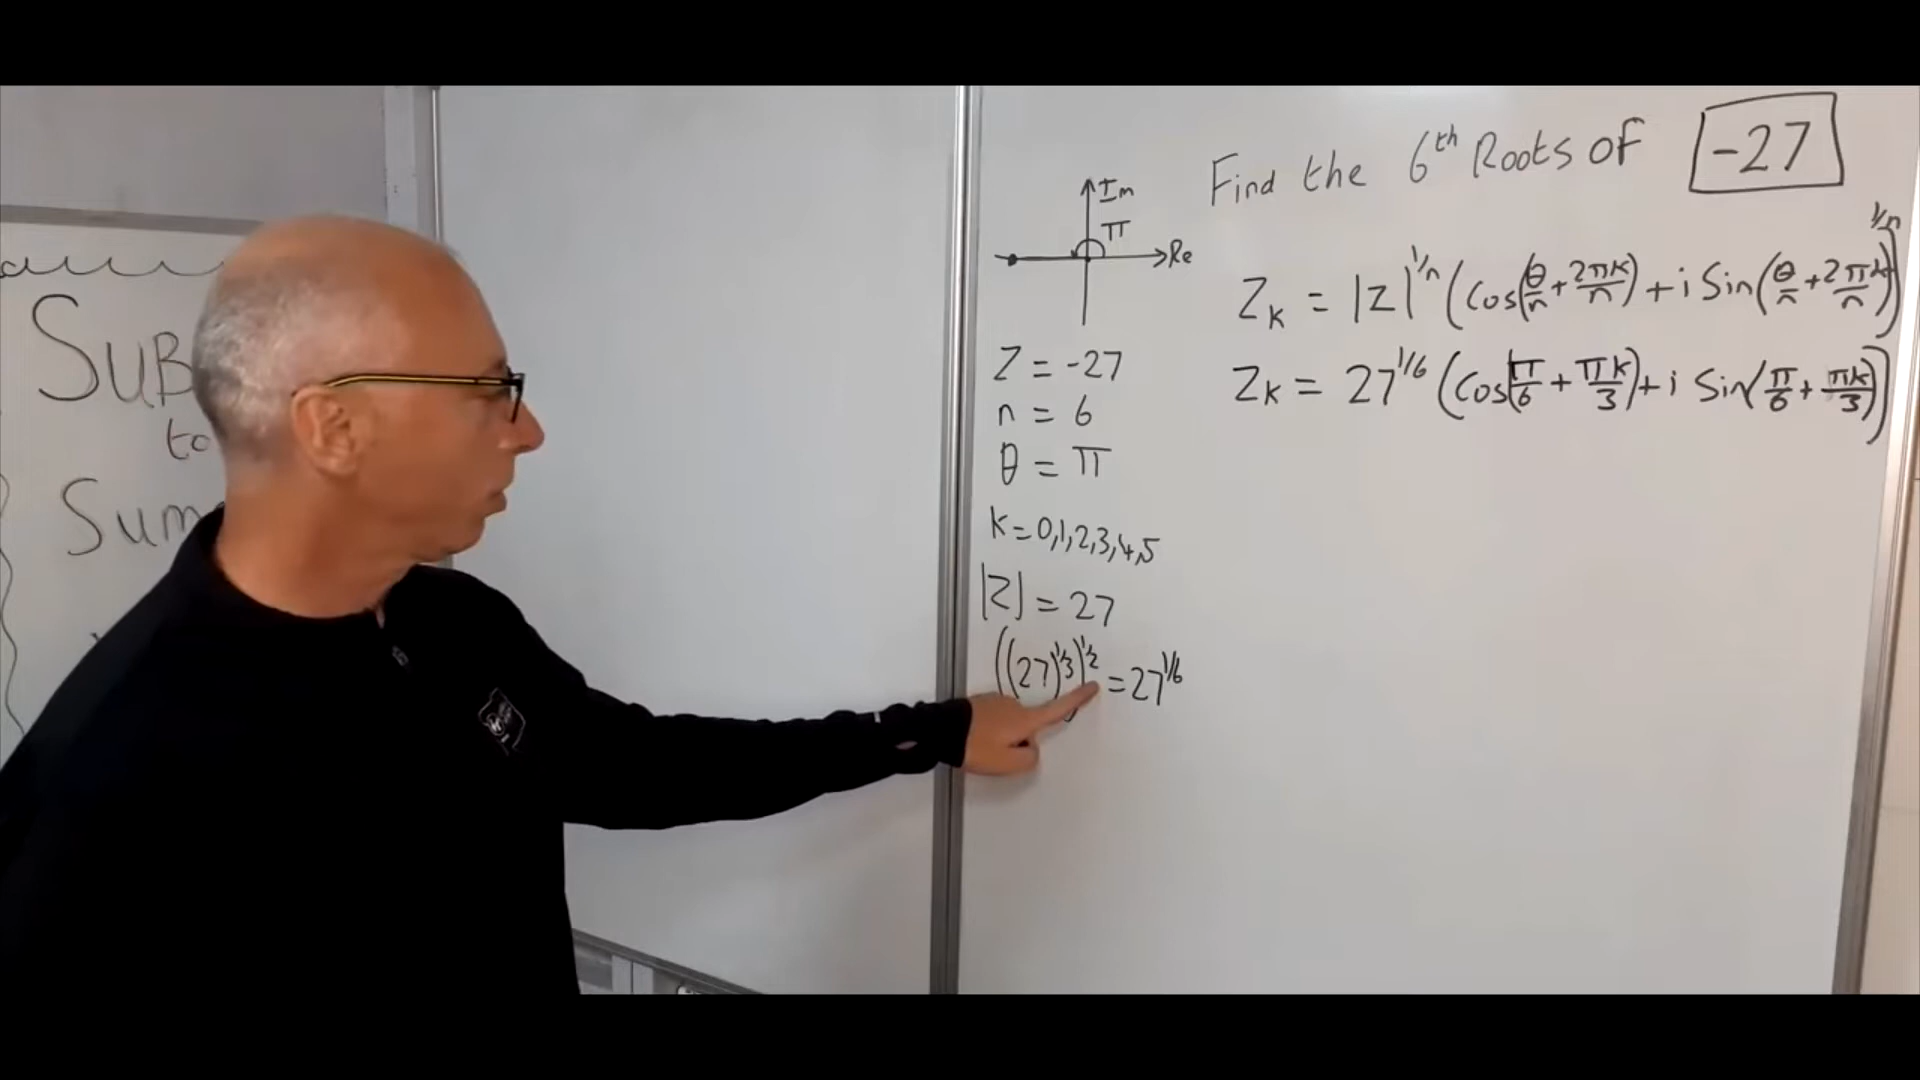 Find the 6th Roots of -27
Im
π
Re
Z_k = |Z|^{1/n} (Cos(θ/n + 2πk/n) + i Sin(θ/n + 2πk/n))^{1/n}
Z_k = 27^{1/6} (Cos(π/6 + πk/3) + i Sin(π/6 + πk/3))
Z = -27
n = 6
θ = π
K = 0,1,2,3,4,5
|Z| = 27
((27)^{1/3})^{1/2} = 27^{1/6}
SUB
to
Sum